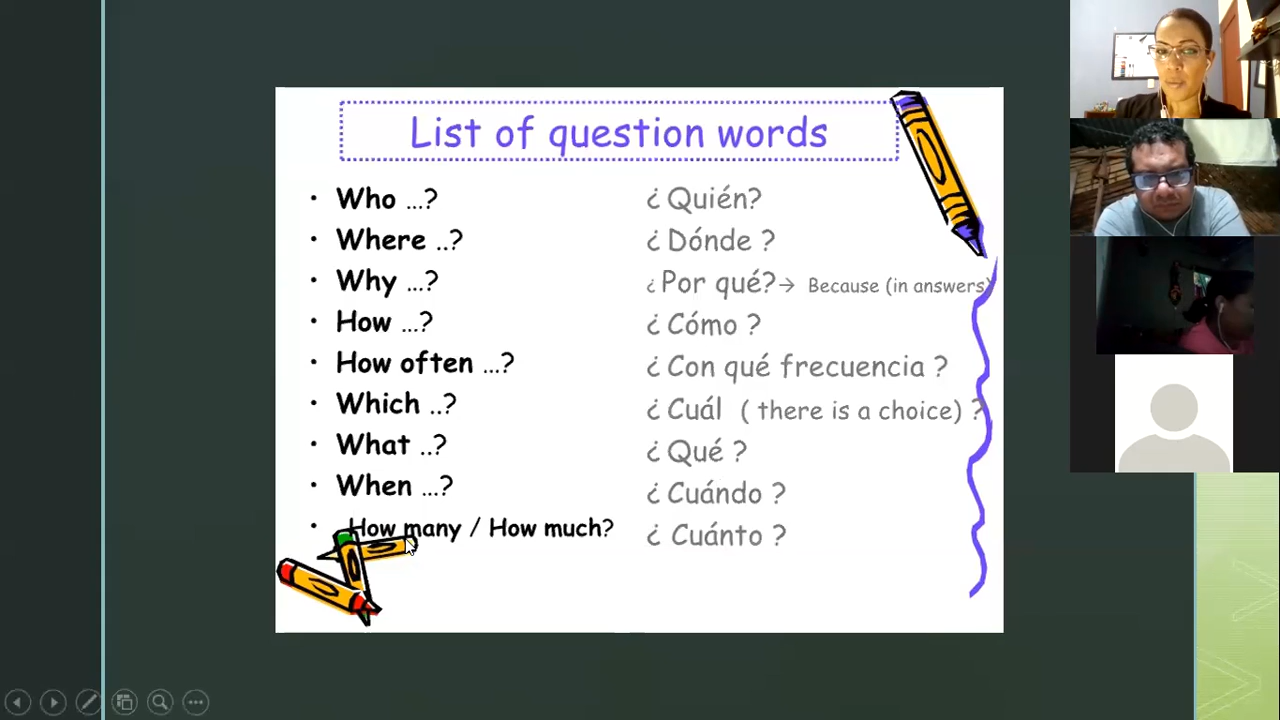 List of question words
• Who ...? ¿ Quién?
• Where ..? ¿ Dónde ?
• Why ...? ¿ Por qué?→ Because (in answers)
• How ...? ¿ Cómo ?
• How often ...? ¿ Con qué frecuencia ?
• Which ..? ¿ Cuál ( there is a choice) ?
• What ..? ¿ Qué ?
• When ...? ¿ Cuándo ?
• How many / How much? ¿ Cuánto ?